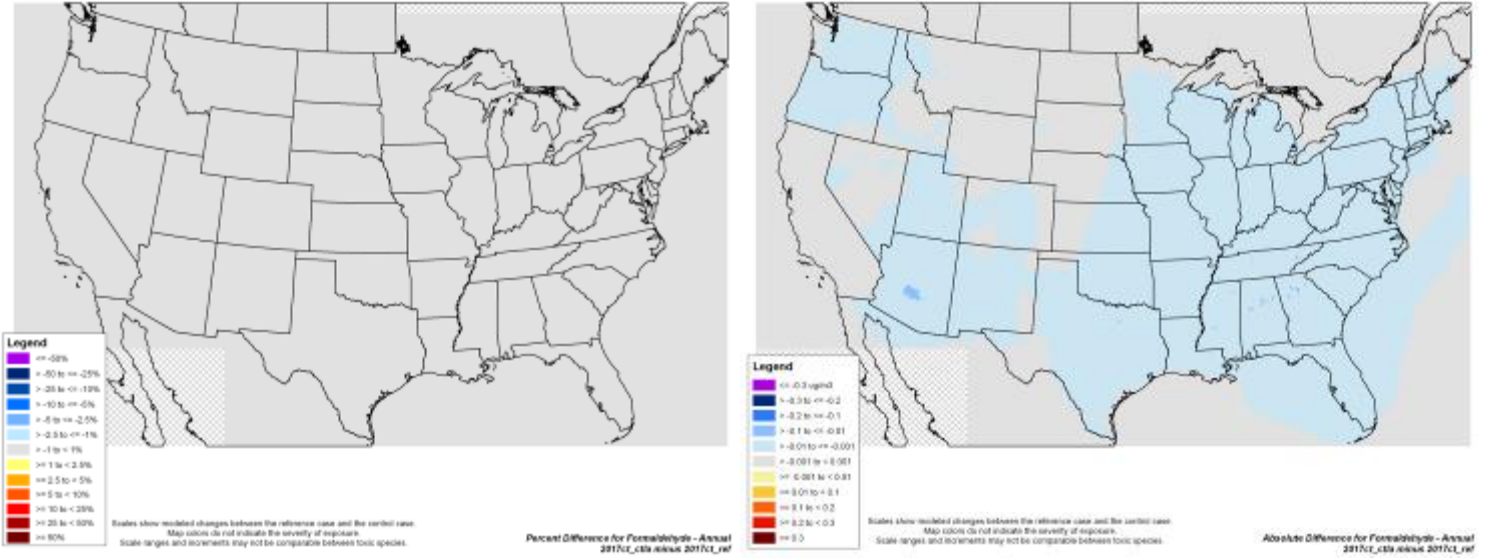 Legend
<= -50%
> -50 to <= -25%
> -25 to <= -10%
> -10 to <= -5%
> -5 to <= -2.5%
> -2.5 to <= -1%
> -1 to < 1%
>= 1 to < 2.5%
>= 2.5 to < 5%
>= 5 to < 10%
>= 10 to < 25%
>= 25 to < 50%
>= 50%
Scales show modeled changes between the reference case and the control case.
Map colors do not indicate the severity of exposure.
Scale ranges and increments may not be comparable between toxic species.
Percent Difference for Formaldehyde - Annual
2017ct_ctla minus 2017ct_ref
Legend
<= -0.3 ug/m3
> -0.3 to <= -0.2
> -0.2 to <= -0.1
> -0.1 to <= -0.01
> -0.01 to <= -0.001
> -0.001 to < 0.001
>= 0.001 to < 0.01
>= 0.01 to < 0.1
>= 0.1 to < 0.2
>= 0.2 to < 0.3
>= 0.3
Scales show modeled changes between the reference case and the control case.
Map colors do not indicate the severity of exposure.
Scale ranges and increments may not be comparable between toxic species.
Absolute Difference for Formaldehyde - Annual
2017ct_ctla minus 2017ct_ref